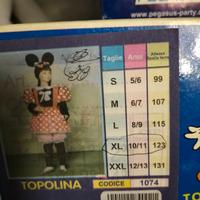 www.pegasus-party.
Taglie Anni
S 5/6 99
M 6/7 107
L 8/9 115
XL 10/11 123
XXL 12/13 131
TOPOLINA CODICE 1074